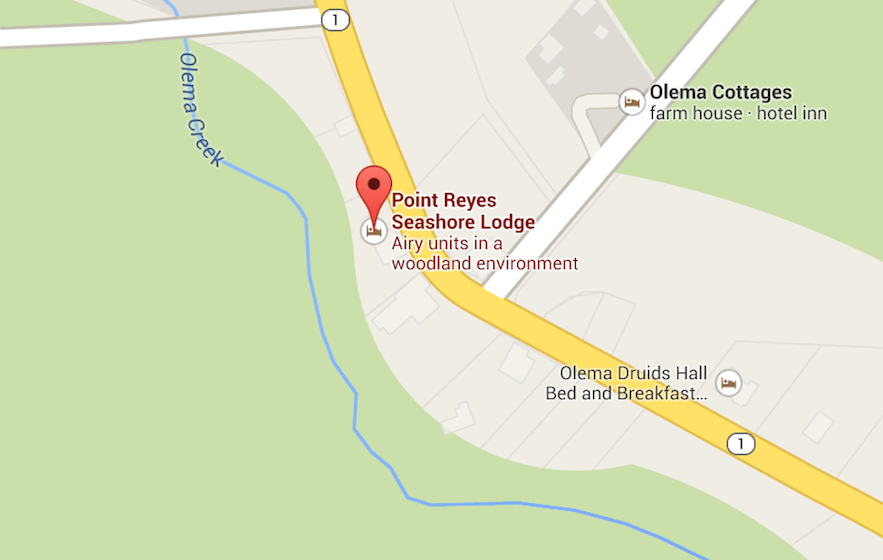 1
Olema Creek
Olema Cottages
farm house · hotel inn
Point Reyes
Seashore Lodge
Airy units in a
woodland environment
Olema Druids Hall
Bed and Breakfast...
1